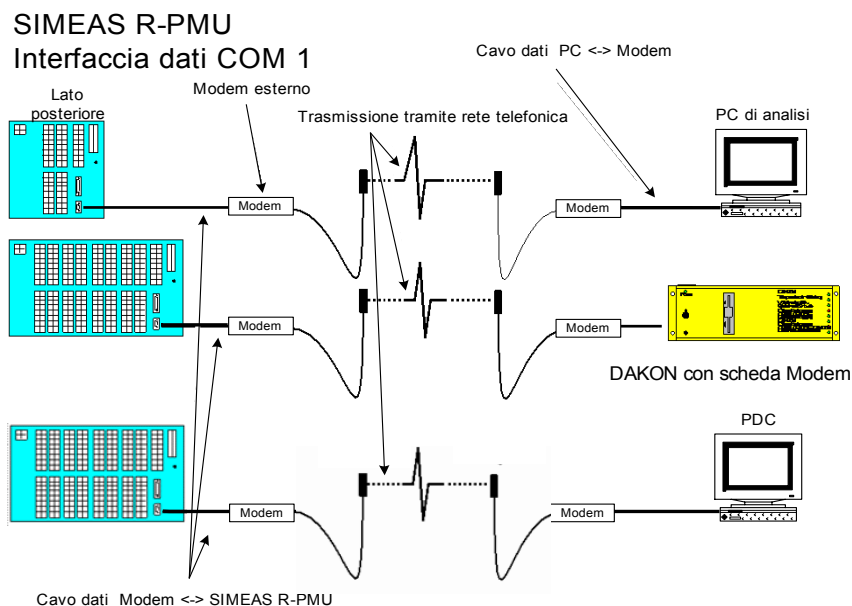 SIMEAS R-PMU
Interfaccia dati COM 1
Cavo dati PC <-> Modem
Lato
posteriore
Modem esterno
Trasmissione tramite rete telefonica
PC di analisi
Modem
Modem
Modem
Modem
DAKON con scheda Modem
PDC
Modem
Modem
Cavo dati Modem <-> SIMEAS R-PMU